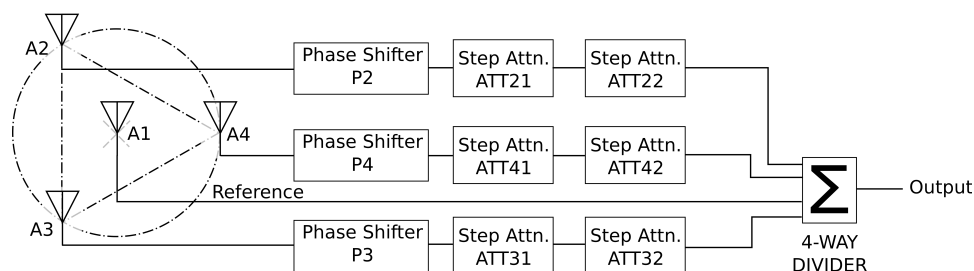 A2
Phase Shifter
P2
Step Attn.
ATT21
Step Attn.
ATT22
A1
A4
Phase Shifter
P4
Step Attn.
ATT41
Step Attn.
ATT42
Reference
Σ
Output
A3
Phase Shifter
P3
Step Attn.
ATT31
Step Attn.
ATT32
4-WAY
DIVIDER